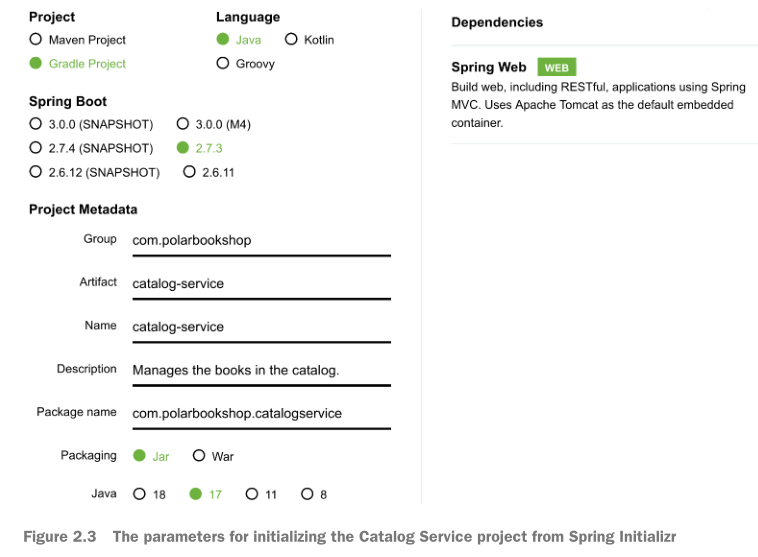 Project
Maven Project
Gradle Project
Language
Java Kotlin
Groovy
Spring Boot
3.0.0 (SNAPSHOT) 3.0.0 (M4)
2.7.4 (SNAPSHOT) 2.7.3
2.6.12 (SNAPSHOT) 2.6.11
Project Metadata
Group com.polarbookshop
Artifact catalog-service
Name catalog-service
Description Manages the books in the catalog.
Package name com.polarbookshop.catalogservice
Packaging Jar War
Java 18 17 11 8
Dependencies
Spring Web WEB
Build web, including RESTful, applications using Spring
MVC. Uses Apache Tomcat as the default embedded
container.
Figure 2.3 The parameters for initializing the Catalog Service project from Spring Initializr